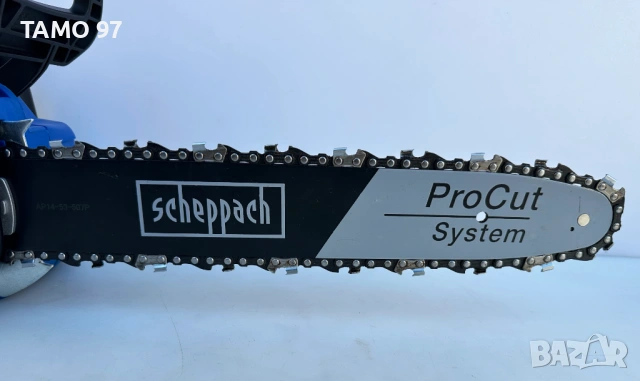 TAMO 97
scheppach
ProCut
System
bazar